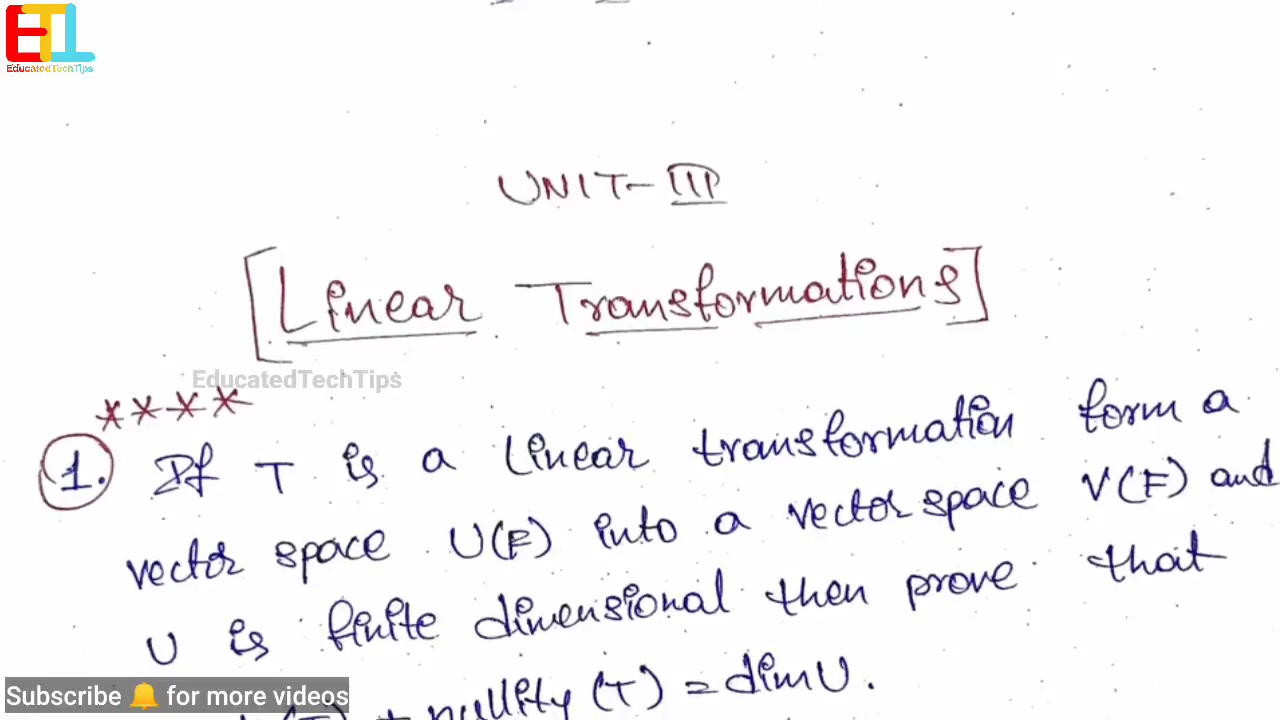 ETL
EducatedTechTips
UNIT-III
[Linear Transformations]
EducatedTechTips
****
1. If T is a linear transformation form a
vector space U(F) into a vector space V(F) and
U is finite dimensional then prove that
(T) + nullity (T) = dimU.
Subscribe 🔔 for more videos